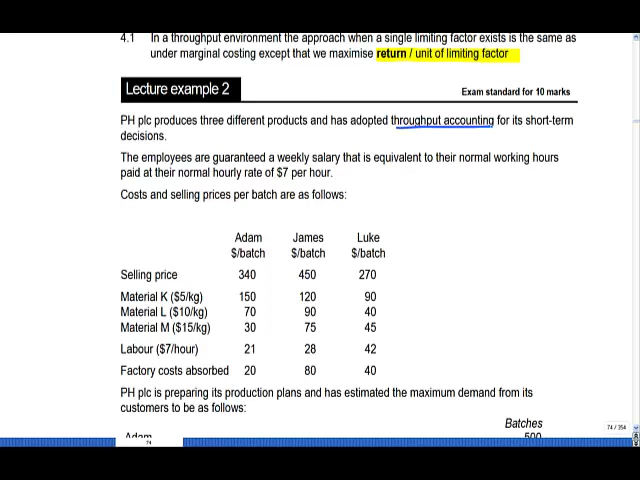 4.1 In a throughput environment the approach when a single limiting factor exists is the same as
under marginal costing except that we maximise return / unit of limiting factor
Lecture example 2 Exam standard for 10 marks
PH plc produces three different products and has adopted throughput accounting for its short-term
decisions.
The employees are guaranteed a weekly salary that is equivalent to their normal working hours
paid at their normal hourly rate of $7 per hour.
Costs and selling prices per batch are as follows:
Adam James Luke
$/batch $/batch $/batch
Selling price 340 450 270
Material K ($5/kg) 150 120 90
Material L ($10/kg) 70 90 40
Material M ($15/kg) 30 75 45
Labour ($7/hour) 21 28 42
Factory costs absorbed 20 80 40
PH plc is preparing its production plans and has estimated the maximum demand from its
customers to be as follows:
Batches
Adam 500
74 / 354
74